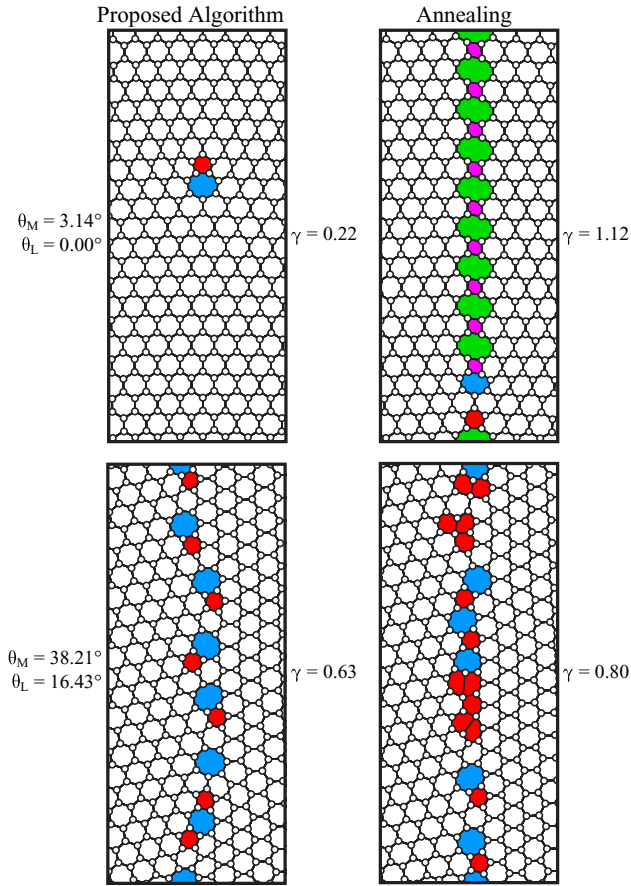 Proposed Algorithm
Annealing
θM = 3.14°
θL = 0.00°
γ = 0.22
γ = 1.12
θM = 38.21°
θL = 16.43°
γ = 0.63
γ = 0.80